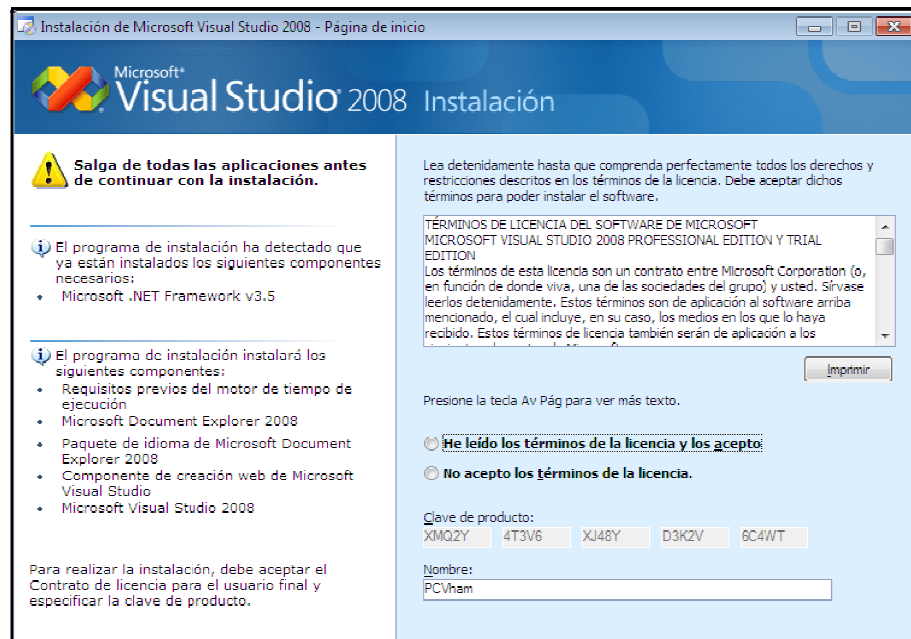 Instalación de Microsoft Visual Studio 2008 - Página de inicio
Microsoft®
Visual Studio® 2008 Instalación
Salga de todas las aplicaciones antes
de continuar con la instalación.
El programa de instalación ha detectado que
ya están instalados los siguientes componentes
necesarios:
• Microsoft .NET Framework v3.5
El programa de instalación instalará los
siguientes componentes:
• Requisitos previos del motor de tiempo de
ejecución
• Microsoft Document Explorer 2008
• Paquete de idioma de Microsoft Document
Explorer 2008
• Componente de creación web de Microsoft
Visual Studio
• Microsoft Visual Studio 2008
Para realizar la instalación, debe aceptar el
Contrato de licencia para el usuario final y
especificar la clave de producto.
Lea detenidamente hasta que comprenda perfectamente todos los derechos y
restricciones descritos en los términos de la licencia. Debe aceptar dichos
términos para poder instalar el software.
TÉRMINOS DE LICENCIA DEL SOFTWARE DE MICROSOFT
MICROSOFT VISUAL STUDIO 2008 PROFESSIONAL EDITION Y TRIAL
EDITION
Los términos de esta licencia son un contrato entre Microsoft Corporation (o,
en función de donde viva, una de las sociedades del grupo) y usted. Sírvase
leerlos detenidamente. Estos términos son de aplicación al software arriba
mencionado, el cual incluye, en su caso, los medios en los que lo haya
recibido. Estos términos de licencia también serán de aplicación a los
Imprimir
Presione la tecla Av Pág para ver más texto.
He leído los términos de la licencia y los acepto
No acepto los términos de la licencia.
Clave de producto:
XMQ2Y 4T3V6 XJ48Y D3K2V 6C4WT
Nombre:
PCVham